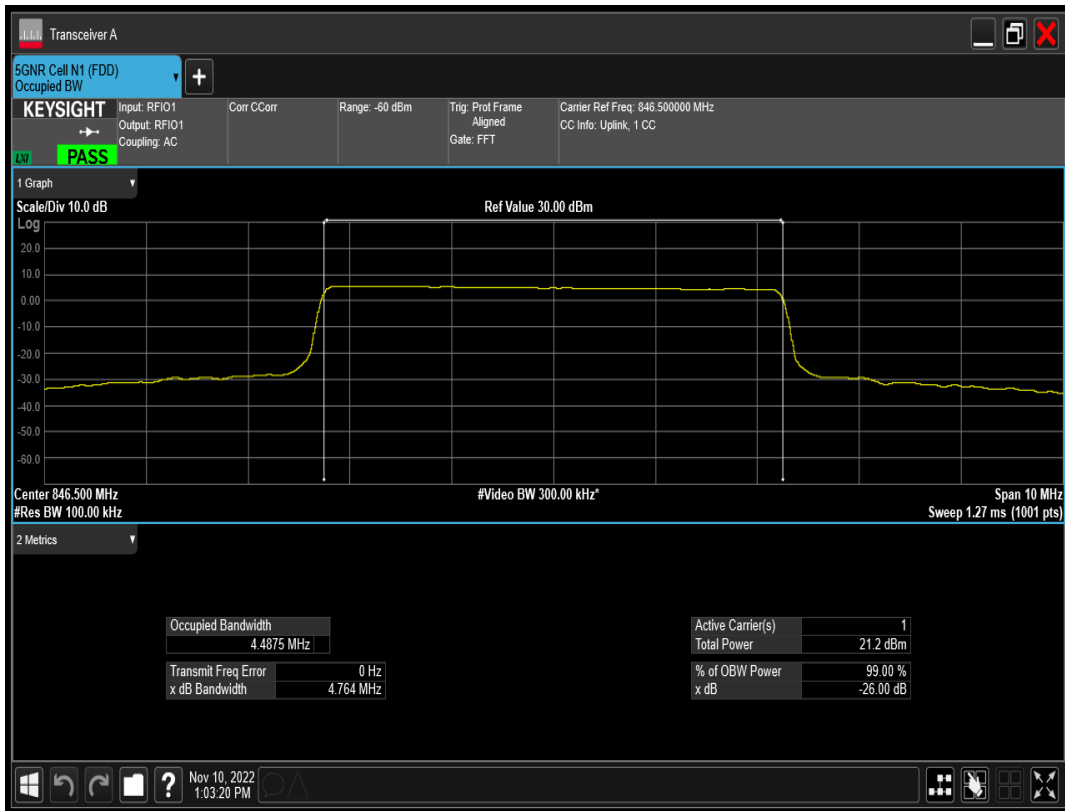 Transceiver A
5GNR Cell N1 (FDD)
Occupied BW
+
KEYSIGHT
LXI
PASS
Input: RFIO1
Output: RFIO1
Coupling: AC
Corr CCorr
Range: -60 dBm
Trig: Prot Frame
Aligned
Gate: FFT
Carrier Ref Freq: 846.500000 MHz
CC Info: Uplink, 1 CC
1 Graph
Scale/Div 10.0 dB
Ref Value 30.00 dBm
Log
20.0
10.0
0.00
-10.0
-20.0
-30.0
-40.0
-50.0
-60.0
Center 846.500 MHz
#Video BW 300.00 kHz*
Span 10 MHz
#Res BW 100.00 kHz
Sweep 1.27 ms (1001 pts)
2 Metrics
Occupied Bandwidth
4.4875 MHz
Transmit Freq Error 0 Hz
x dB Bandwidth 4.764 MHz
Active Carrier(s) 1
Total Power 21.2 dBm
% of OBW Power 99.00 %
x dB -26.00 dB
?
Nov 10, 2022
1:03:20 PM